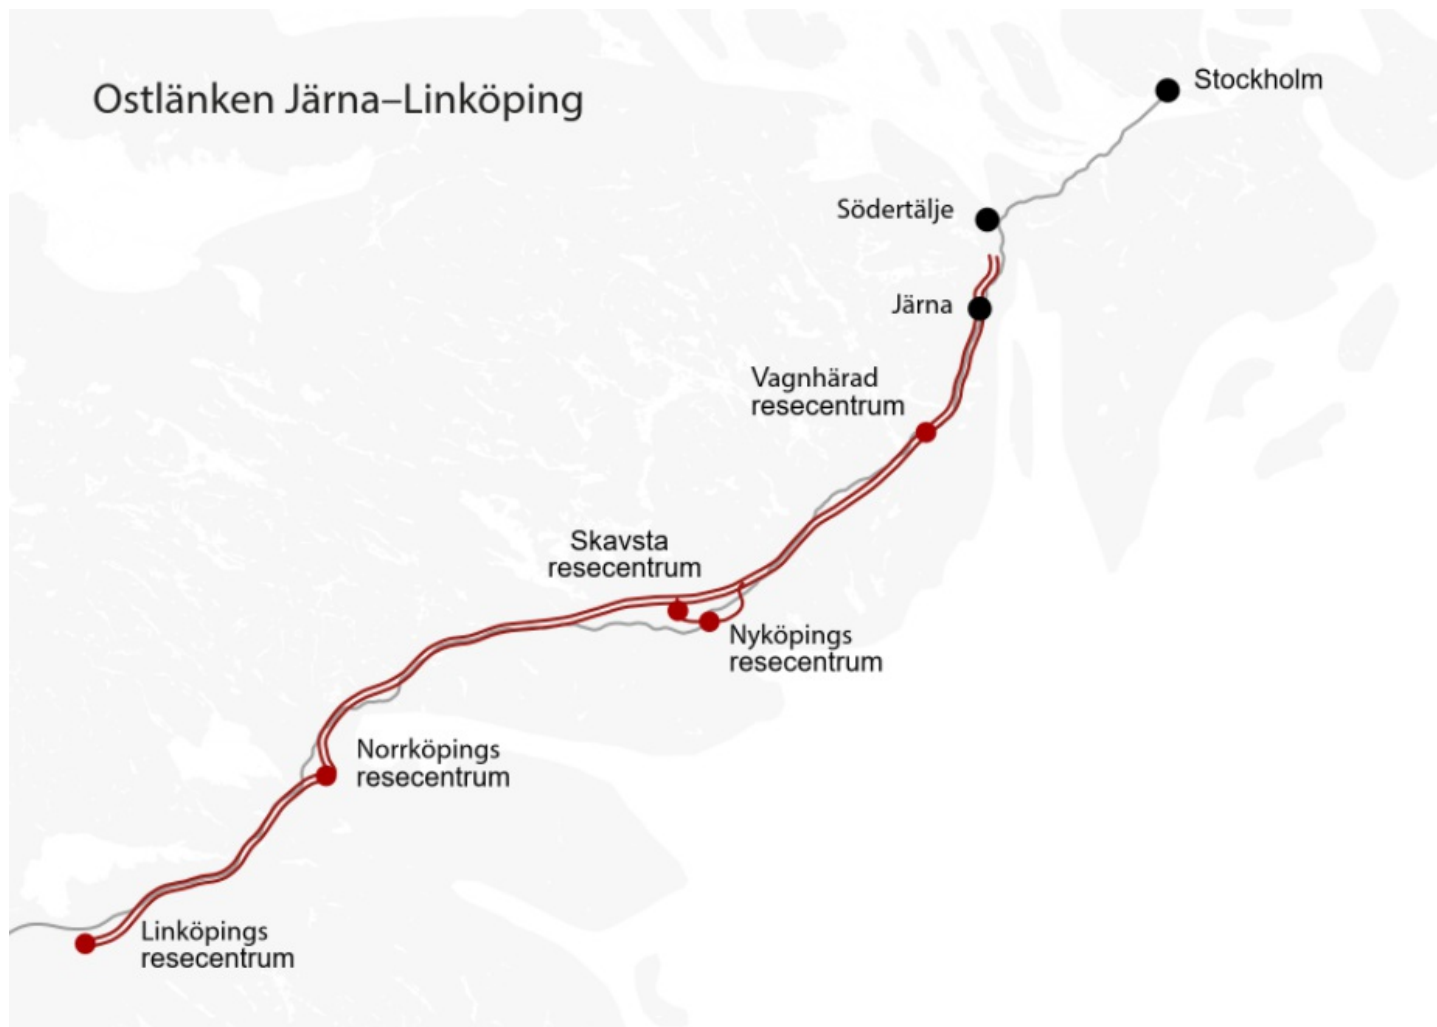 Ostlänken Järna–Linköping
Stockholm
Södertälje
Järna
Vagnhärad
resecentrum
Skavsta
resecentrum
Nyköpings
resecentrum
Norrköpings
resecentrum
Linköpings
resecentrum